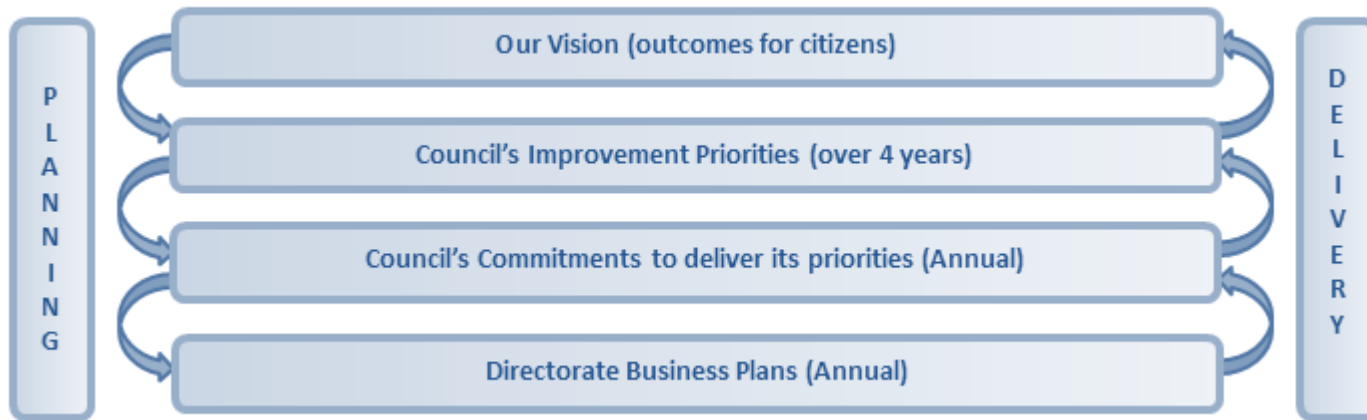 PLANNING
Our Vision (outcomes for citizens)
Council’s Improvement Priorities (over 4 years)
Council’s Commitments to deliver its priorities (Annual)
Directorate Business Plans (Annual)
DELIVERY